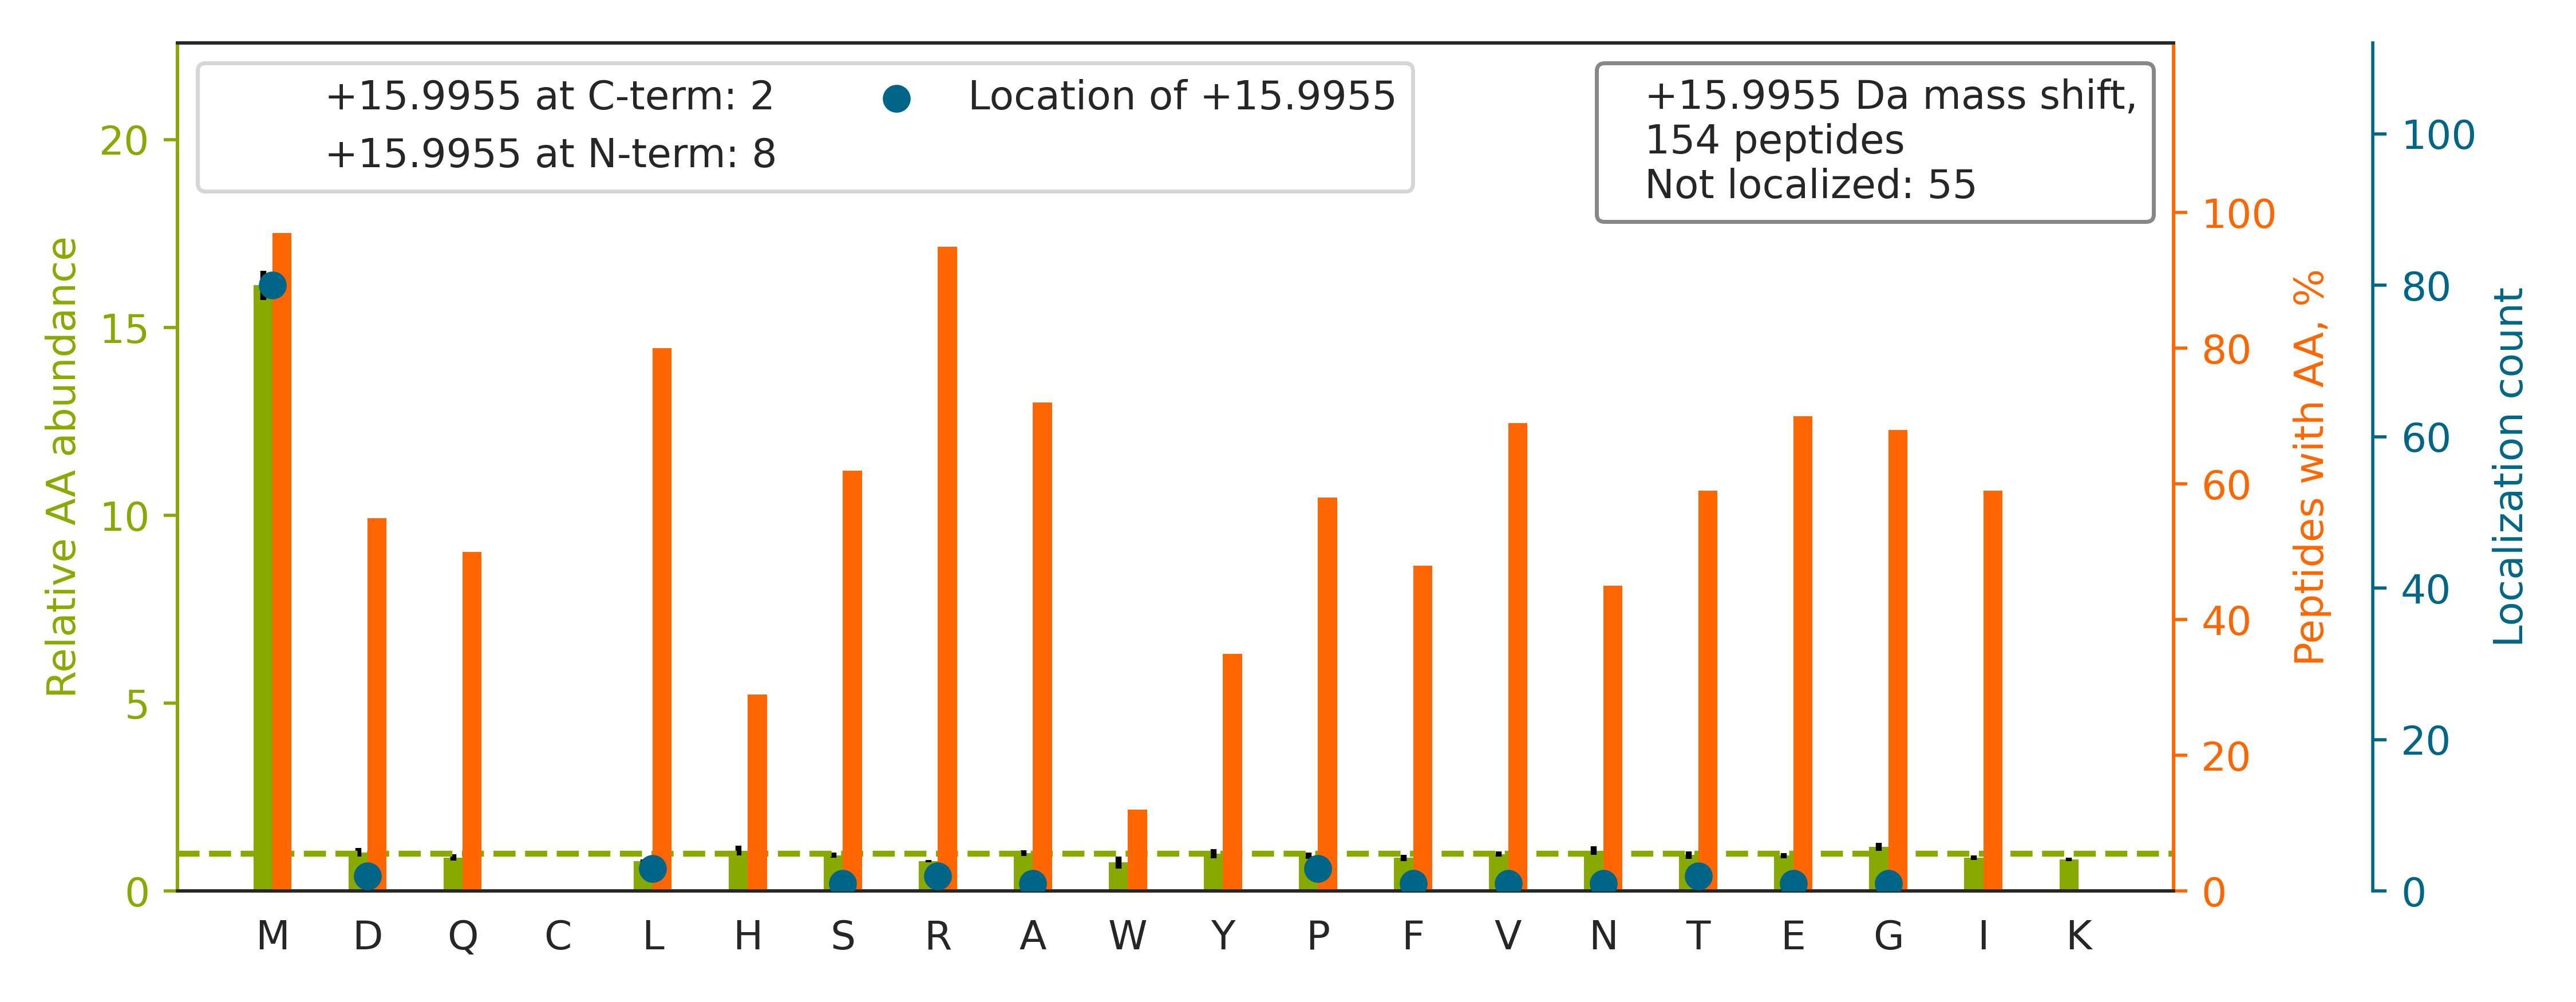 +15.9955 at C-term: 2
+15.9955 at N-term: 8
Location of +15.9955
+15.9955 Da mass shift,
154 peptides
Not localized: 55
Relative AA abundance
20
15
10
5
0
M D Q C L H S R A W Y P F V N T E G I K
100
80
60
40
20
0
Peptides with AA, %
100
80
60
40
20
0
Localization count